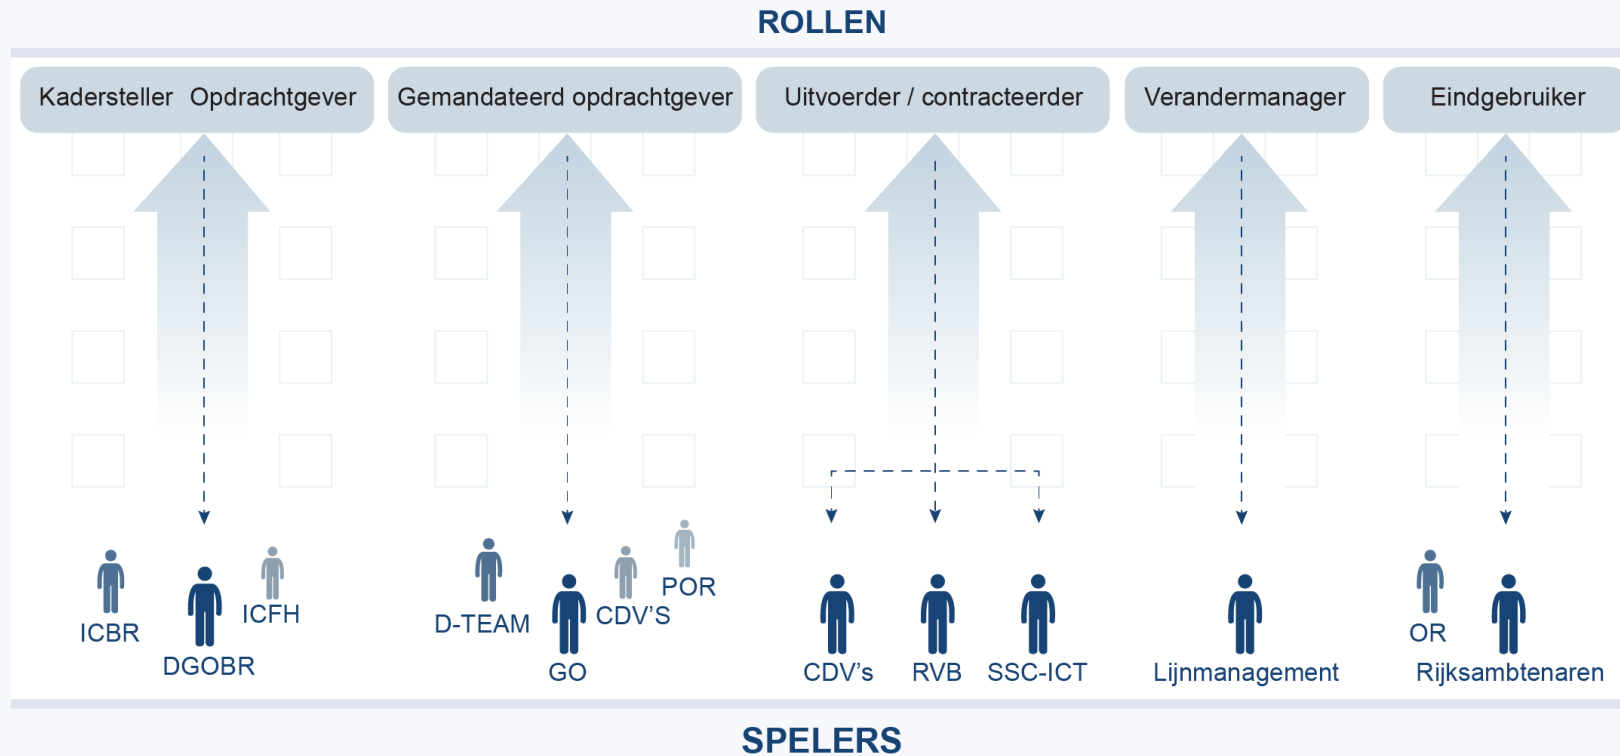 ROLLEN
Kadersteller Opdrachtgever
Gemandateerd opdrachtgever
Uitvoerder / contracteerder
Verandermanager
Eindgebruiker
ICBR
DGOBR
ICFH
D-TEAM
GO
CDV'S
POR
CDV's
RVB
SSC-ICT
Lijnmanagement
OR
Rijksambtenaren
SPELERS